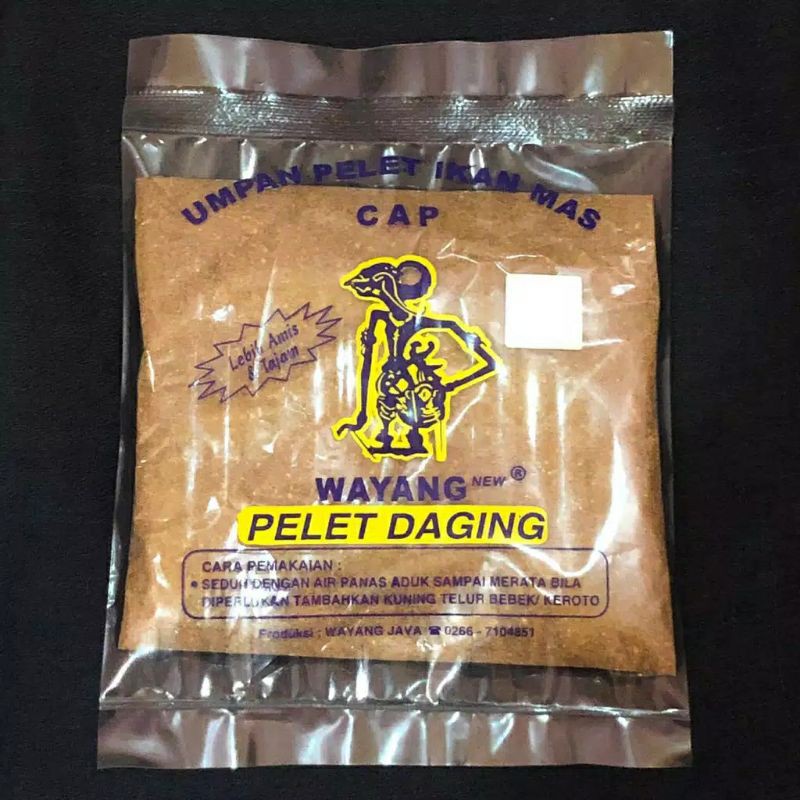 UMPAN PELET IKAN MAS
CAP
Lebih Amis
& Tajam
WAYANG NEW ®
PELET DAGING
CARA PEMAKAIAN :
• SEDUH DENGAN AIR PANAS ADUK SAMPAI MERATA BILA
DIPERLUKAN TAMBAHKAN KUNING TELUR BEBEK/ KEROTO
Produksi : WAYANG JAVA ☎ 0266 - 7104851